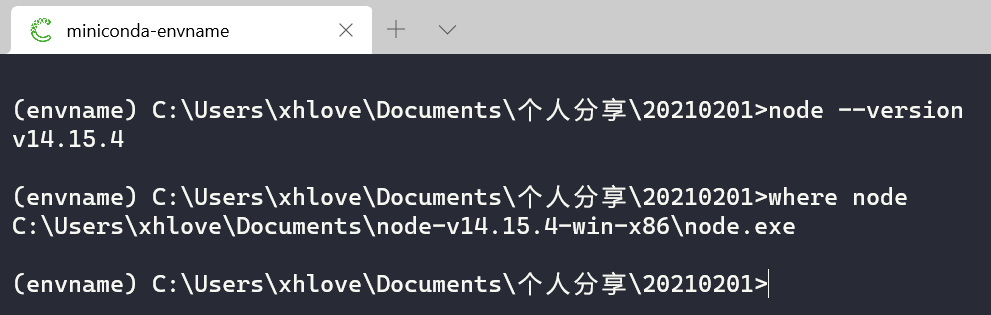 miniconda-envname
(envname) C:\Users\xhlove\Documents\个人分享\20210201>node --version
v14.15.4
(envname) C:\Users\xhlove\Documents\个人分享\20210201>where node
C:\Users\xhlove\Documents\node-v14.15.4-win-x86\node.exe
(envname) C:\Users\xhlove\Documents\个人分享\20210201>